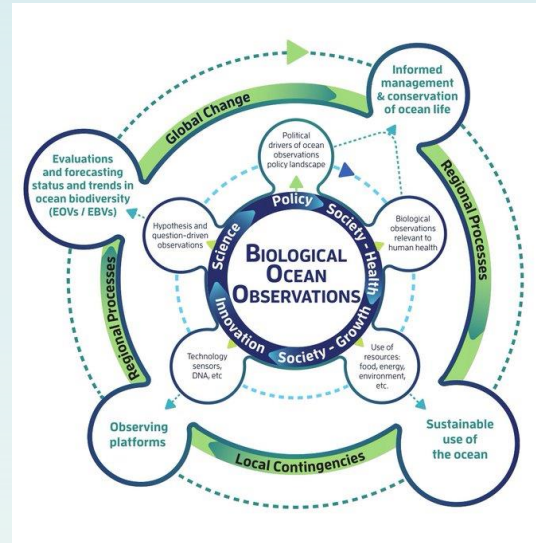 Global Change
Informed
management
& conservation
of ocean life
Political
drivers of ocean
observations
policy landscape
Evaluations
and forecasting
status and trends in
ocean biodiversity
(EOVs / EBVs)
Regional Processes
Hypothesis and
question-driven
observations
Biological
observations
relevant to
human health
Science
Policy
Society - Health
BIOLOGICAL
OCEAN
OBSERVATIONS
Innovation
Society - Growth
Regional Processes
Technology
sensors,
DNA, etc
Use of
resources:
food, energy,
environment,
etc.
Observing
platforms
Sustainable
use of
the ocean
Local Contingencies